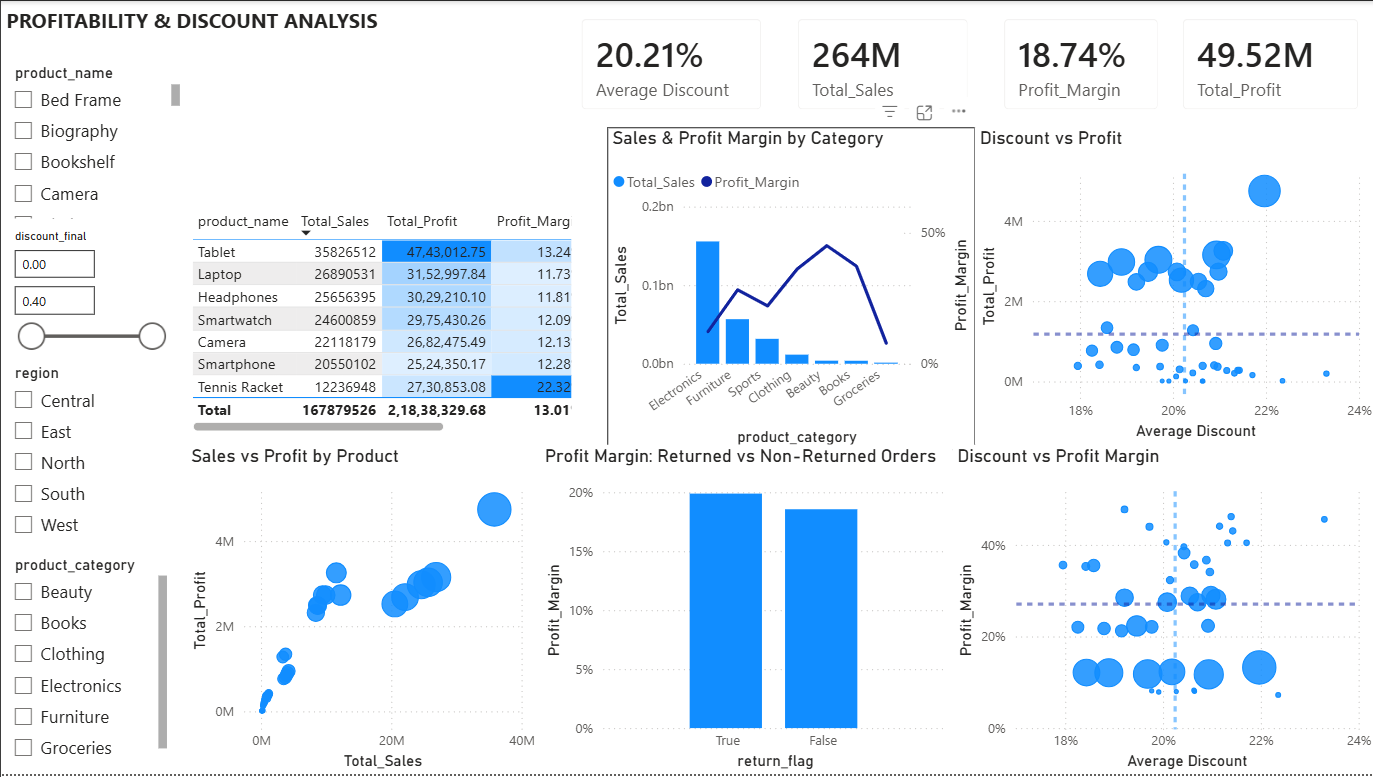 PROFITABILITY & DISCOUNT ANALYSIS
20.21%
Average Discount
264M
Total_Sales
18.74%
Profit_Margin
49.52M
Total_Profit
product_name
Bed Frame
Biography
Bookshelf
Camera
discount_final
0.00
0.40
region
Central
East
North
South
West
product_category
Beauty
Books
Clothing
Electronics
Furniture
Groceries
product_name Total_Sales Total_Profit Profit_Marg
Tablet 35826512 47,43,012.75 13.24
Laptop 26890531 31,52,997.84 11.73
Headphones 25656395 30,29,210.10 11.81
Smartwatch 24600859 29,75,430.26 12.09
Camera 22118179 26,82,475.49 12.13
Smartphone 20550102 25,24,350.17 12.28
Tennis Racket 12236948 27,30,853.08 22.32
Total 167879526 2,18,38,329.68 13.01
Sales & Profit Margin by Category
Total_Sales Profit_Margin
0.2bn
0.1bn
0.0bn
Total_Sales
50%
0%
Profit_Margin
Electronics
Furniture
Sports
Clothing
Beauty
Books
Groceries
product_category
Discount vs Profit
Total_Profit
4M
2M
0M
18% 20% 22% 24%
Average Discount
Sales vs Profit by Product
Total_Profit
4M
2M
0M
0M 20M 40M
Total_Sales
Profit Margin: Returned vs Non-Returned Orders
Profit_Margin
20%
15%
10%
5%
0%
True False
return_flag
Discount vs Profit Margin
Profit_Margin
40%
20%
0%
18% 20% 22% 24%
Average Discount